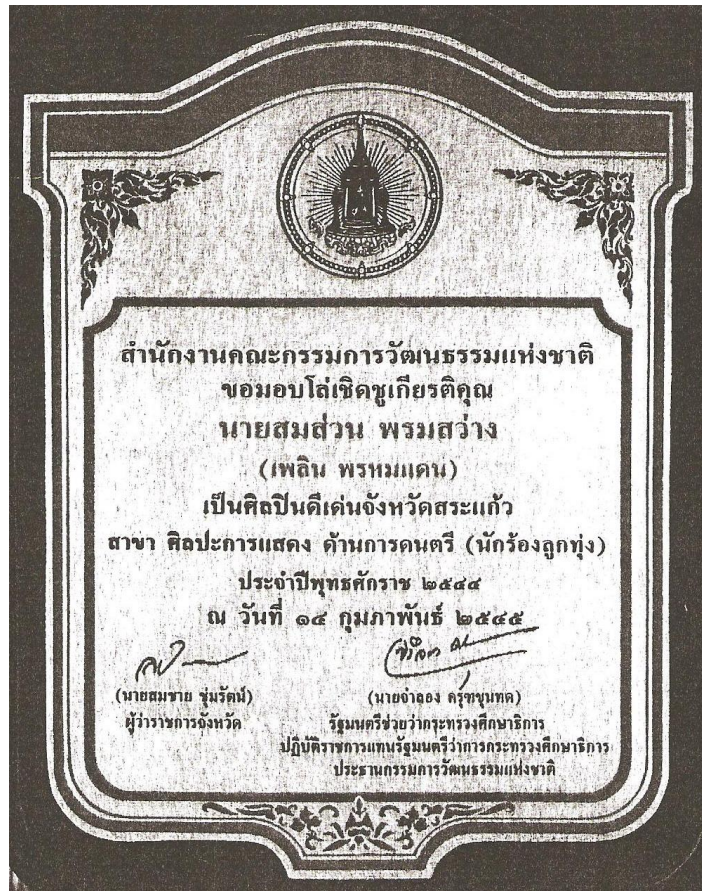 สำนักงานคณะกรรมการวัฒนธรรมแห่งชาติ
ขอมอบโล่เชิดชูเกียรติคุณ
นายสมส่วน พรมสว่าง
(เพลิน พรหมแดน)
เป็นศิลปินดีเด่นจังหวัดสระแก้ว
สาขา ศิลปะการแสดง ด้านการดนตรี (นักร้องลูกทุ่ง)
ประจำปีพุทธศักราช ๒๕๔๔
ณ วันที่ ๑๔ กุมภาพันธ์ ๒๕๔๕
(นายสมชาย ชุ่มรัตน์)
ผู้ว่าราชการจังหวัด
(นายจำลอง ครุฑขุนทด)
รัฐมนตรีช่วยว่ากระทรวงศึกษาธิการ
ปฏิบัติราชการแทนรัฐมนตรีว่าการกระทรวงศึกษาธิการ
ประธานกรรมการวัฒนธรรมแห่งชาติ